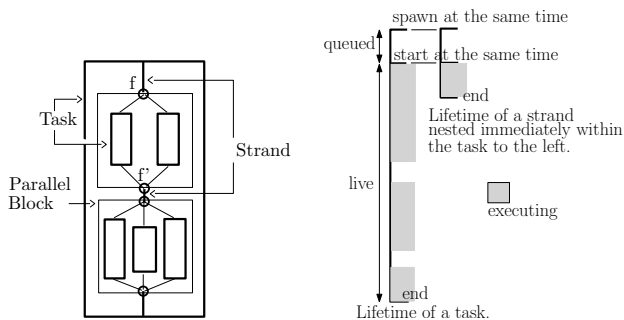 f
Task
Strand
f'
Parallel
Block
spawn at the same time
queued
start at the same time
end
Lifetime of a strand
nested immediately within
the task to the left.
live
executing
end
Lifetime of a task.